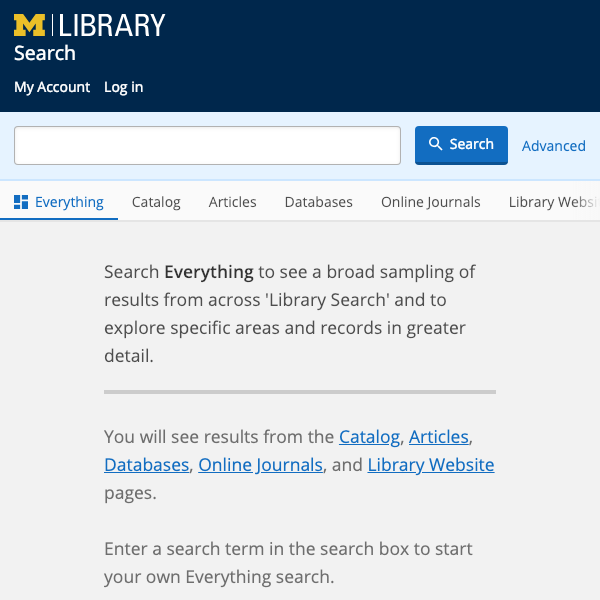 M LIBRARY
Search
My Account Log in
Search Advanced
Everything Catalog Articles Databases Online Journals Library Websi
Search Everything to see a broad sampling of
results from across 'Library Search' and to
explore specific areas and records in greater
detail.
You will see results from the Catalog, Articles,
Databases, Online Journals, and Library Website
pages.
Enter a search term in the search box to start
your own Everything search.